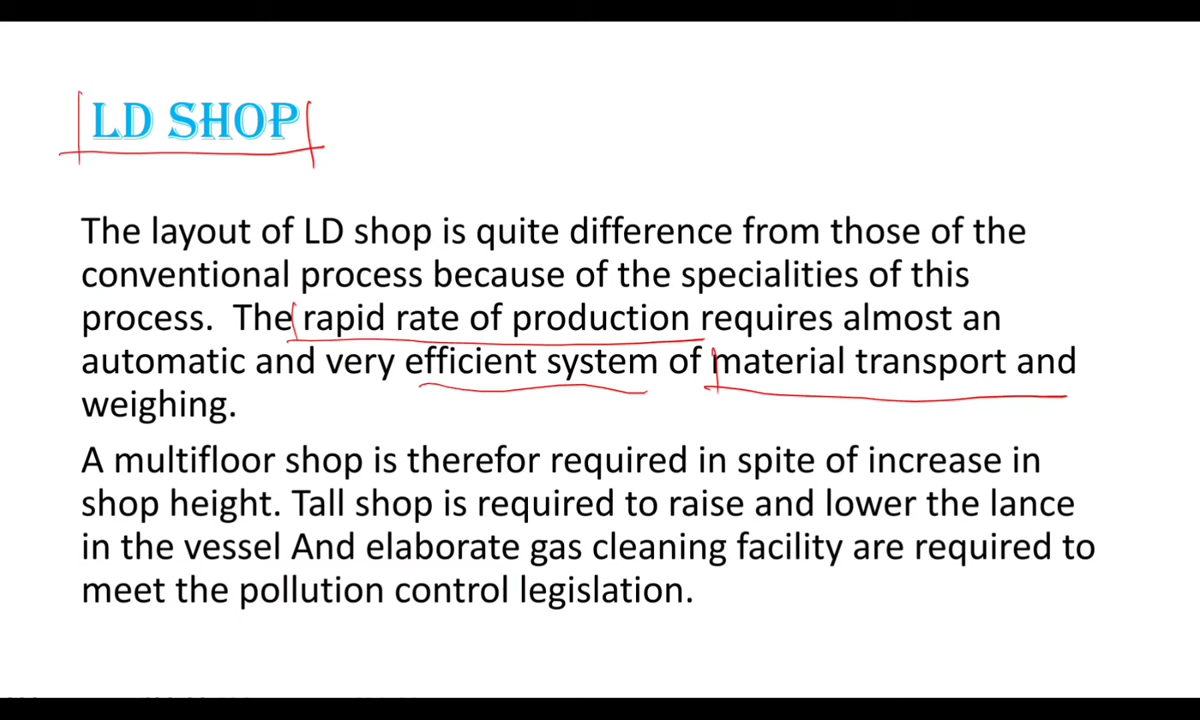 LD SHOP
The layout of LD shop is quite difference from those of the
conventional process because of the specialities of this
process. The rapid rate of production requires almost an
automatic and very efficient system of material transport and
weighing.
A multifloor shop is therefor required in spite of increase in
shop height. Tall shop is required to raise and lower the lance
in the vessel And elaborate gas cleaning facility are required to
meet the pollution control legislation.